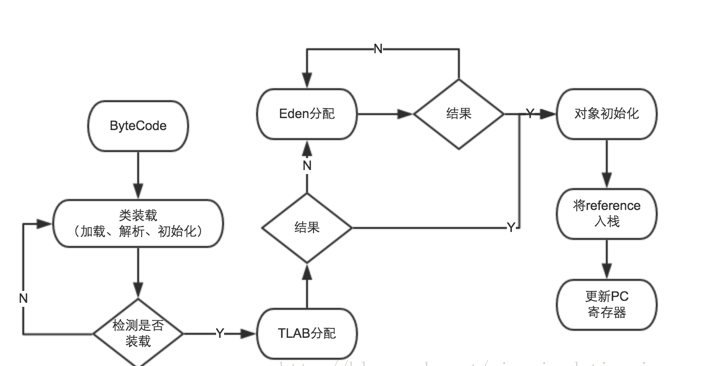 ByteCode
类装载
（加载、解析、初始化）
N
检测是否
装载
Y
TLAB分配
结果
N
Y
Eden分配
N
结果
Y
对象初始化
将reference
入栈
更新PC
寄存器